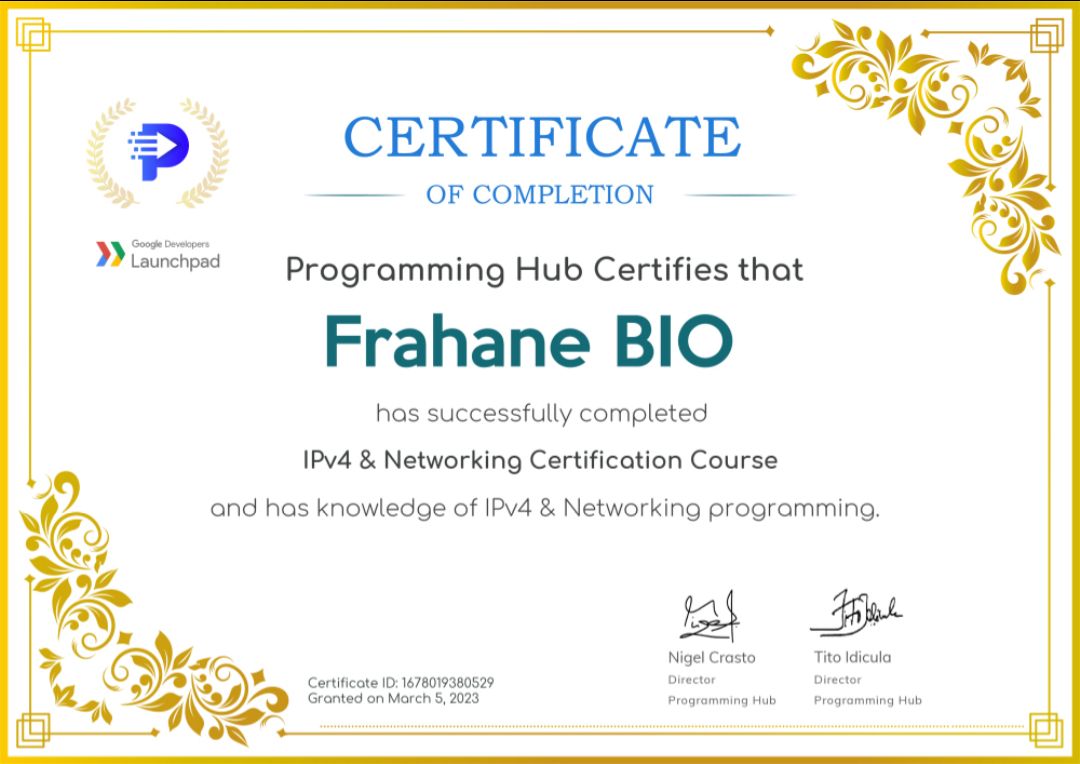 CERTIFICATE
OF COMPLETION
Google Developers
Launchpad
Programming Hub Certifies that
Frahane BIO
has successfully completed
IPv4 & Networking Certification Course
and has knowledge of IPv4 & Networking programming.
Nigel Crasto
Director
Programming Hub
Tito Idicula
Director
Programming Hub
Certificate ID: 1678019380529
Granted on March 5, 2023